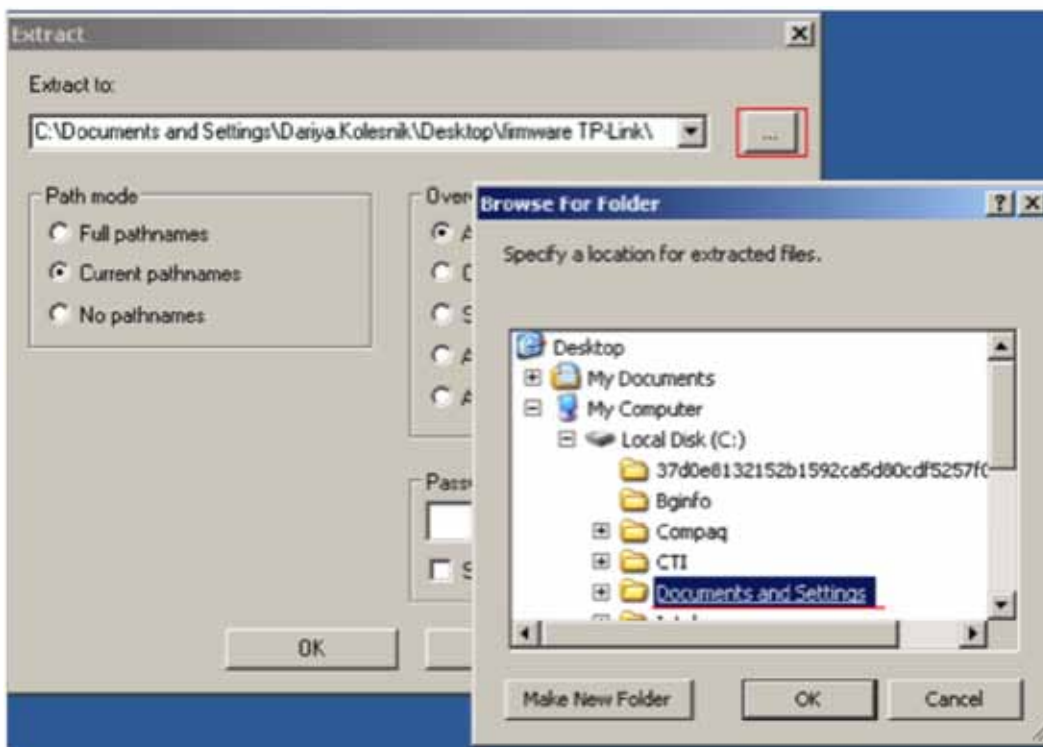 Extract
Extract to:
C:\Documents and Settings\Dariya.Kolesnik\Desktop\firmware TP-Link\
...
Path mode
Full pathnames
Current pathnames
No pathnames
OK
Browse For Folder
Specify a location for extracted files.
Desktop
My Documents
My Computer
Local Disk (C:)
Bginfo
Compaq
CTI
Documents and Settings
Make New Folder
OK
Cancel